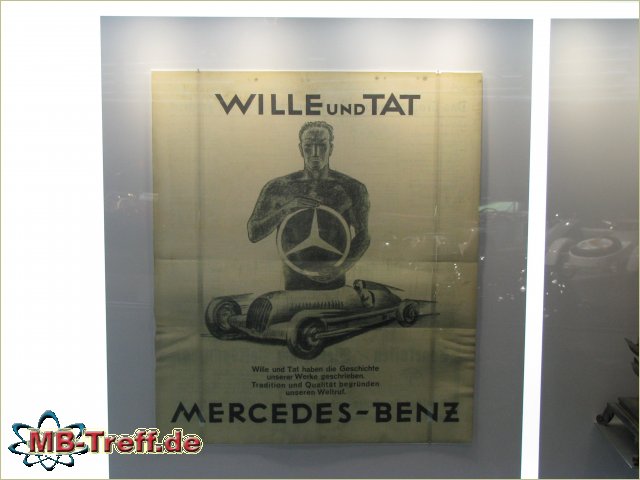 WILLE UND TAT
Wille und Tat haben die Geschichte
unserer Werke geschrieben.
Tradition und Qualität begründen
unseren Weltruf.
MERCEDES-BENZ
MB-Treff.de